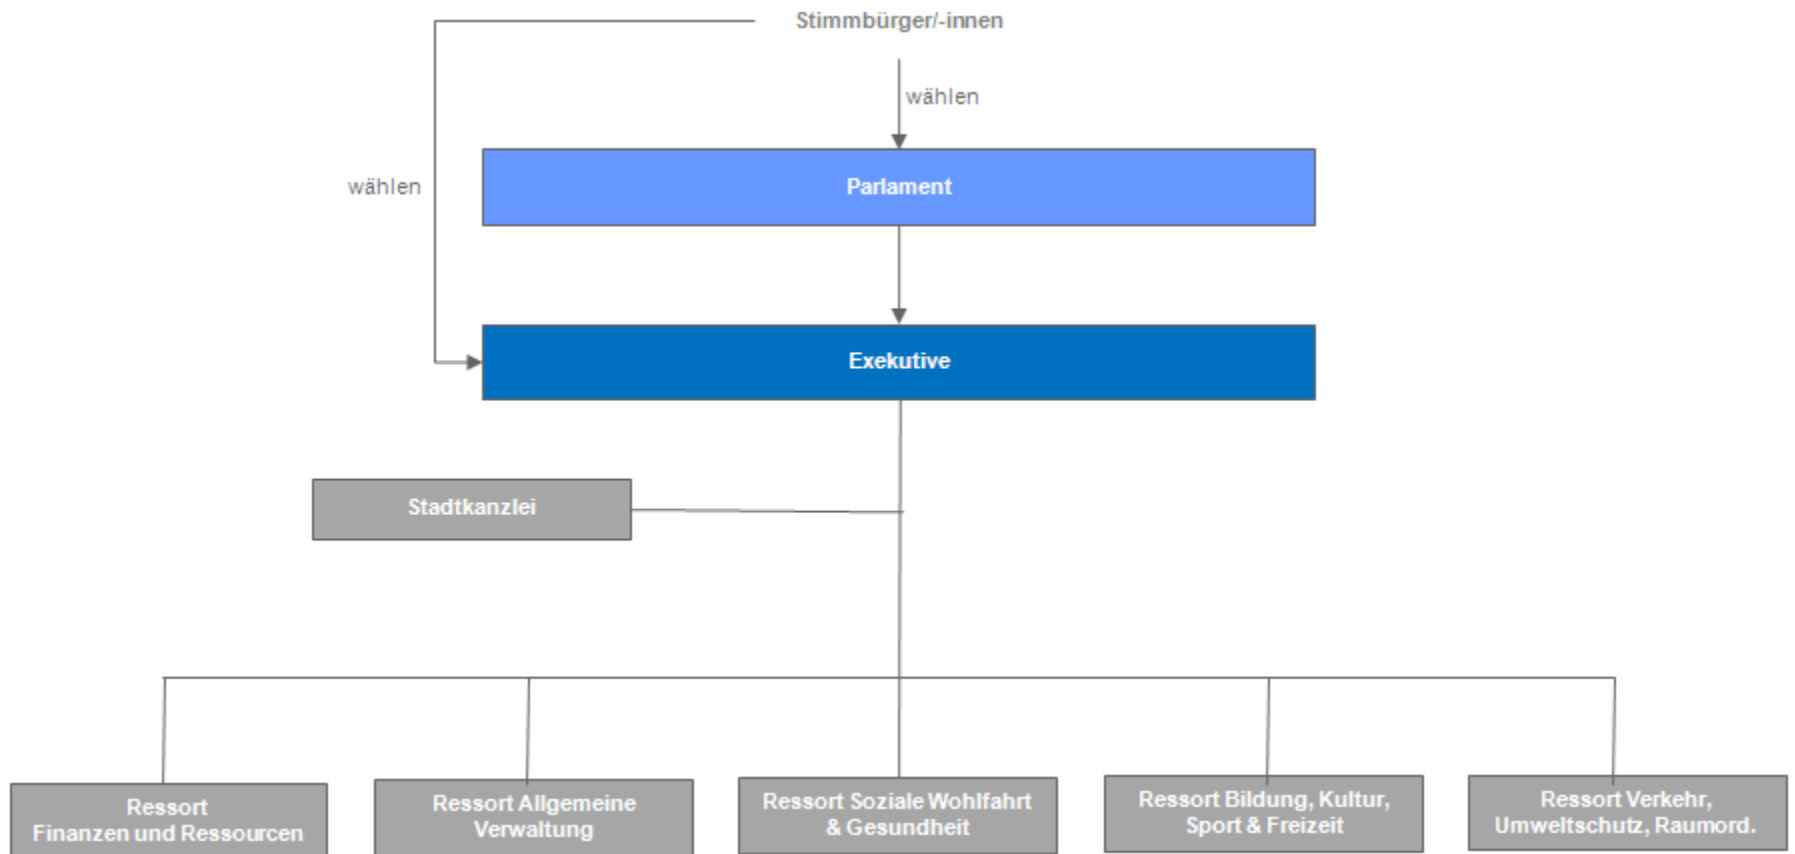 Stimmbürger/-innen
wählen
wählen
Parlament
Exekutive
Stadtkanzlei
Ressort
Finanzen und Ressourcen
Ressort Allgemeine
Verwaltung
Ressort Soziale Wohlfahrt
& Gesundheit
Ressort Bildung, Kultur,
Sport & Freizeit
Ressort Verkehr,
Umweltschutz, Raumord.